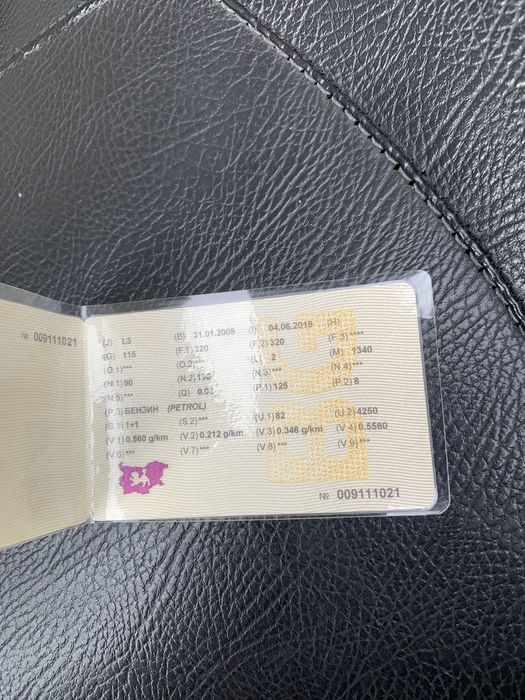 № 009111021
(J) L3 (B) 31.01.2008 (I) 04.06.2018 (H)
(G) 115 (F.1) 320 (F.2) 320 (F.3) ****
(O.1)*** (O.2)*** (L) 2 (M) 1340
(N.1) 90 (N.2) 190 (N.3)*** (N.4)***
(N.5)*** (Q) 0.02 (P.1) 125 (P.2) 8
(P.3) БЕНЗИН (PETROL)
(S.1) 1+1 (S.2)*** (U.1) 82 (U.2) 4250
(V.1) 0.560 g/km (V.2) 0.212 g/km (V.3) 0.346 g/km (V.4) 0.5580
(V.6) *** (V.7) *** (V.8) *** (V.9) ***
BG
№ 009111021